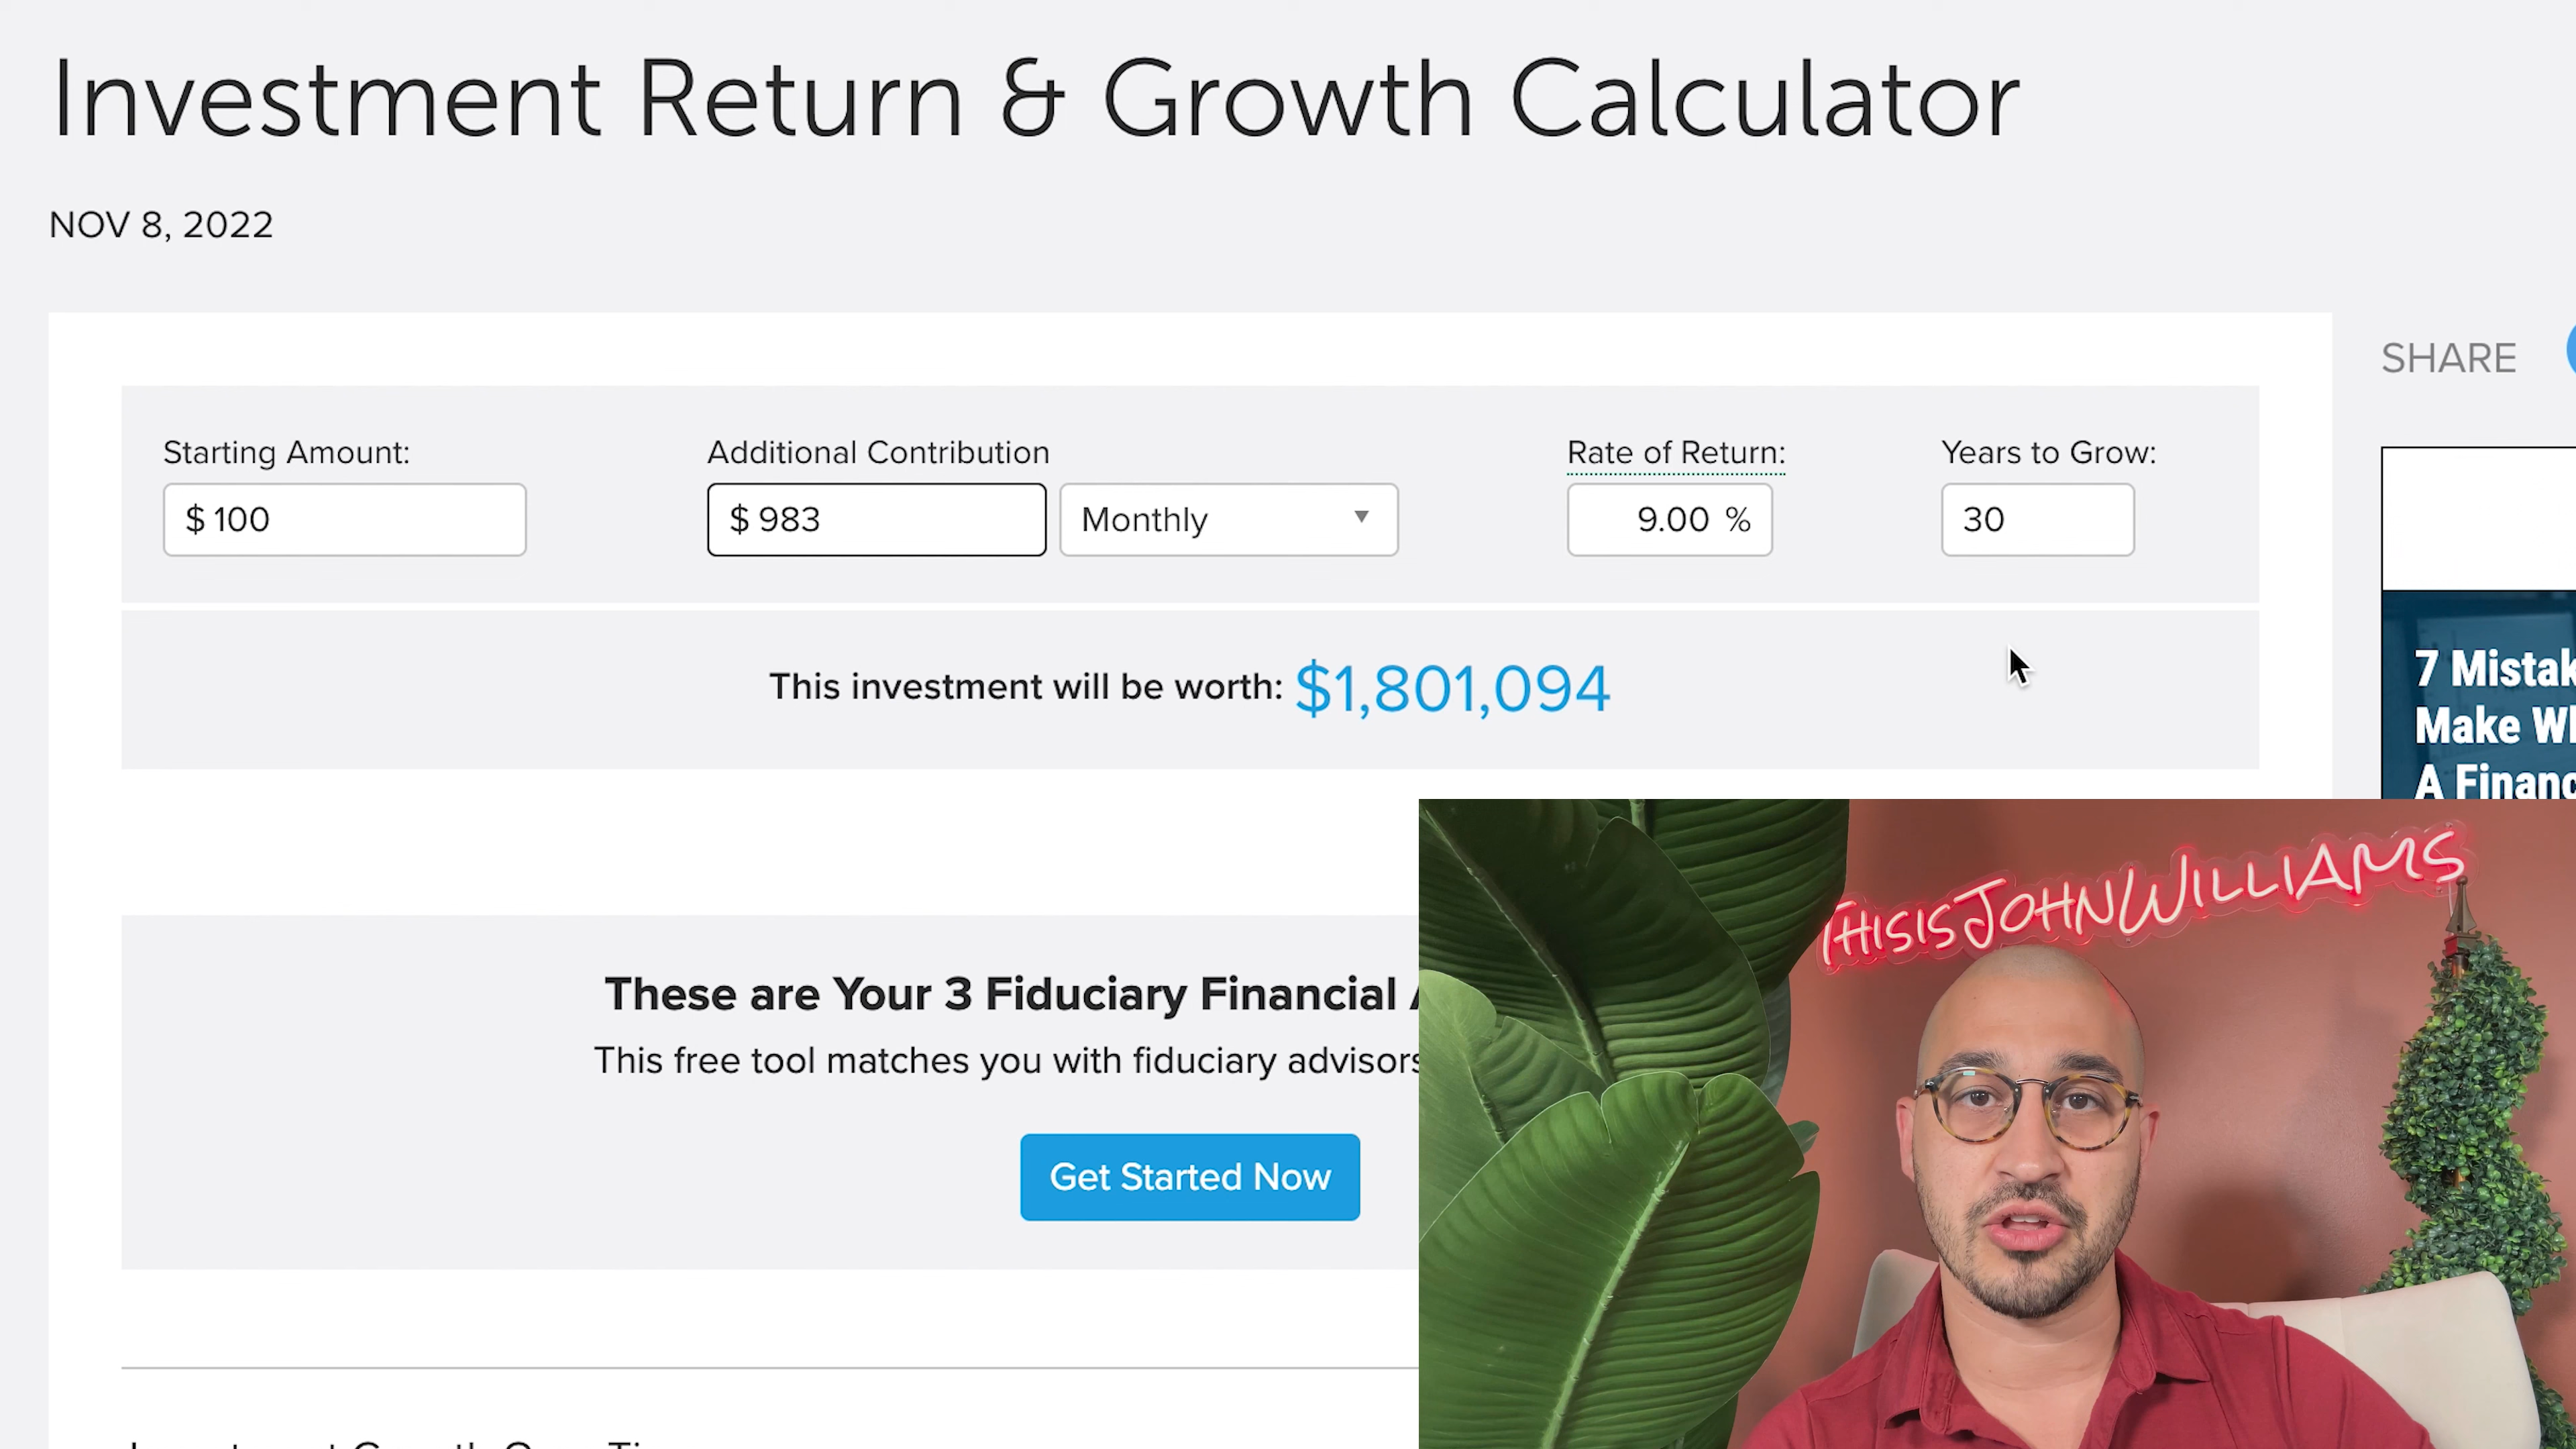 Investment Return & Growth Calculator
NOV 8, 2022
SHARE
Starting Amount:
Additional Contribution
Rate of Return:
Years to Grow:
$ 100
$ 983
Monthly
9.00 %
30
This investment will be worth: $1,801,094
7 Mistak
Make Wh
A Financ
These are Your 3 Fiduciary Financial
This free tool matches you with fiduciary advisors
Get Started Now
THISISJOHNWILLIAMS